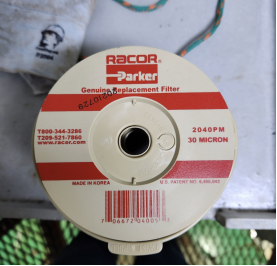 RACOR®
Parker
Genuine Replacement Filter
T800-344-3286
T209-521-7860
www.racor.com
2040PM
30 MICRON
MADE IN KOREA
U.S. PATENT NO.